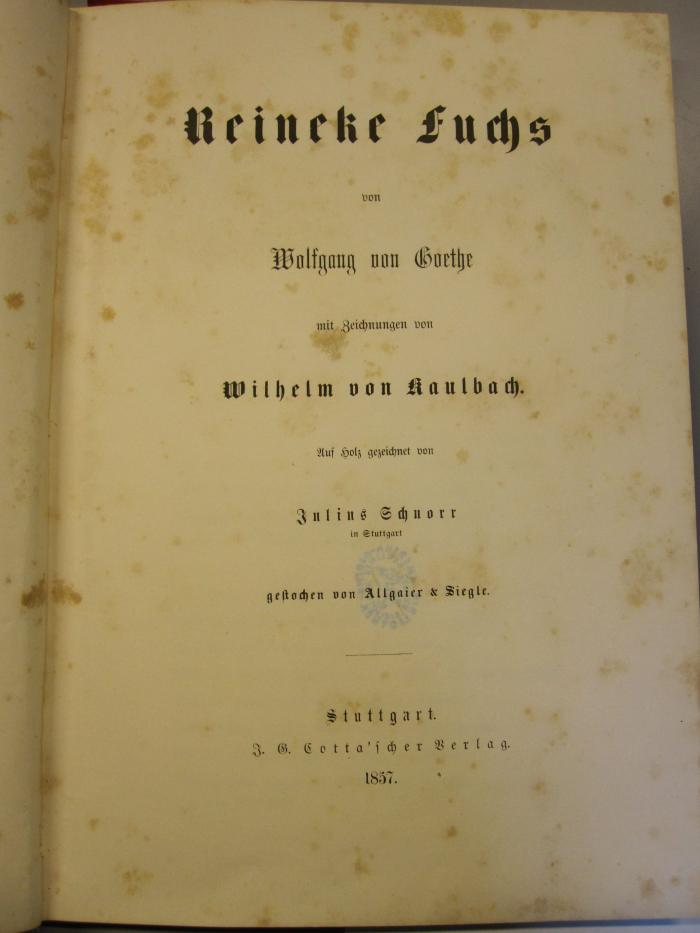 Reineke Fuchs
von
Wolfgang von Goethe
mit Zeichnungen von
Wilhelm von Kaulbach.
Auf Holz gezeichnet von
Julius Schnorr
in Stuttgart
gestochen von Allgaier & Siegle.
Stuttgart.
J. G. Cotta'scher Verlag.
1857.